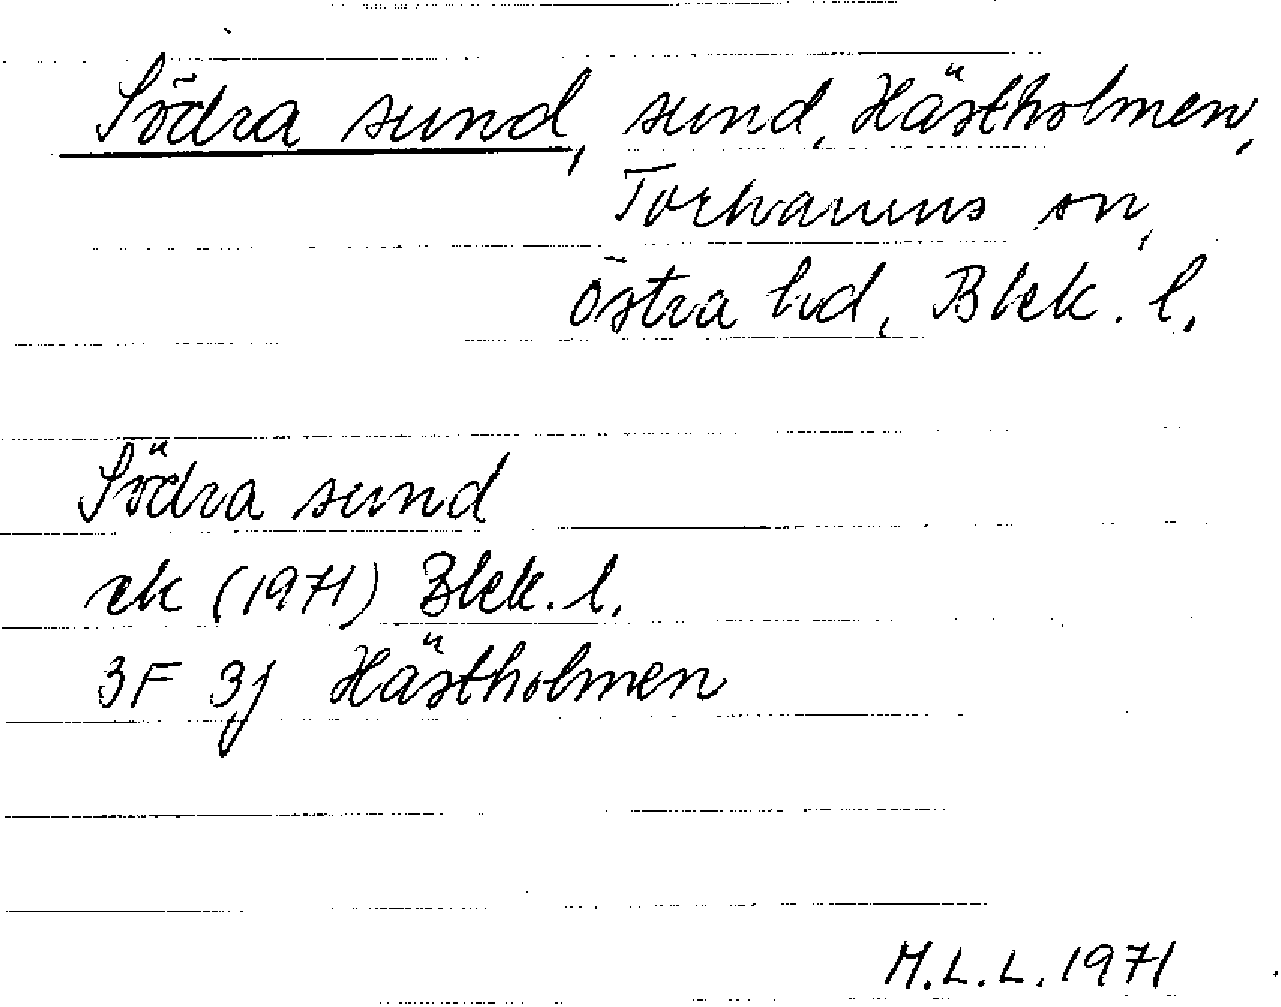 Södra sund, sund, Hästholmen,
Torhamns sn,
Östra hd, Blek. l.
Södra sund
ek (1971) Blek. l.
3F 3j Hästholmen
M.L.L. 1971